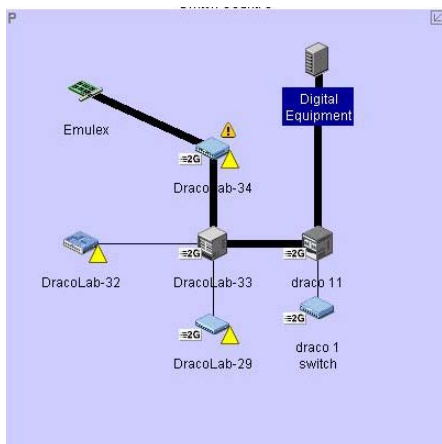 P
Digital
Equipment
Emulex
=2G
DracoLab-34
=2G
=2G
DracoLab-32
DracoLab-33
draco 11
=2G
=2G
DracoLab-29
draco 1
switch